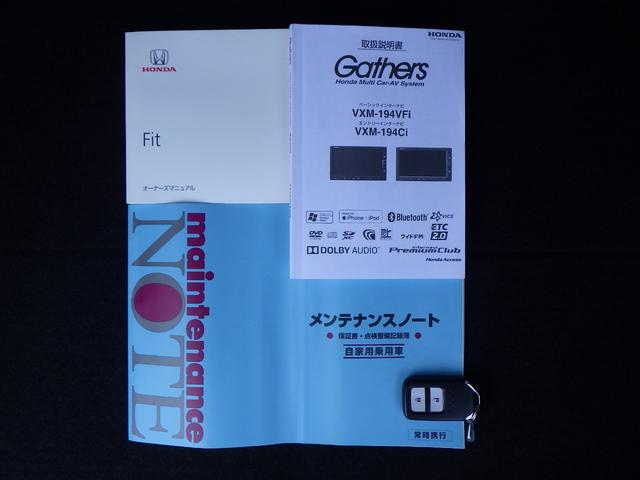 HONDA
Fit
オーナーズマニュアル
HONDA
取扱説明書
Gathers
Honda Multi Car-AV System
ベーシックインターナビ
VXM-194VFi
エントリーインターナビ
VXM-194Ci
iPhone iPod
Bluetooth
VICS
DVD
ワイドFM
ETC 2.0
DOLBY AUDIO
PremiumClub
Honda Access
maintenance
NOTE
メンテナンスノート
● 保証書・点検整備記録簿 ●
自家用乗用車
常時携行